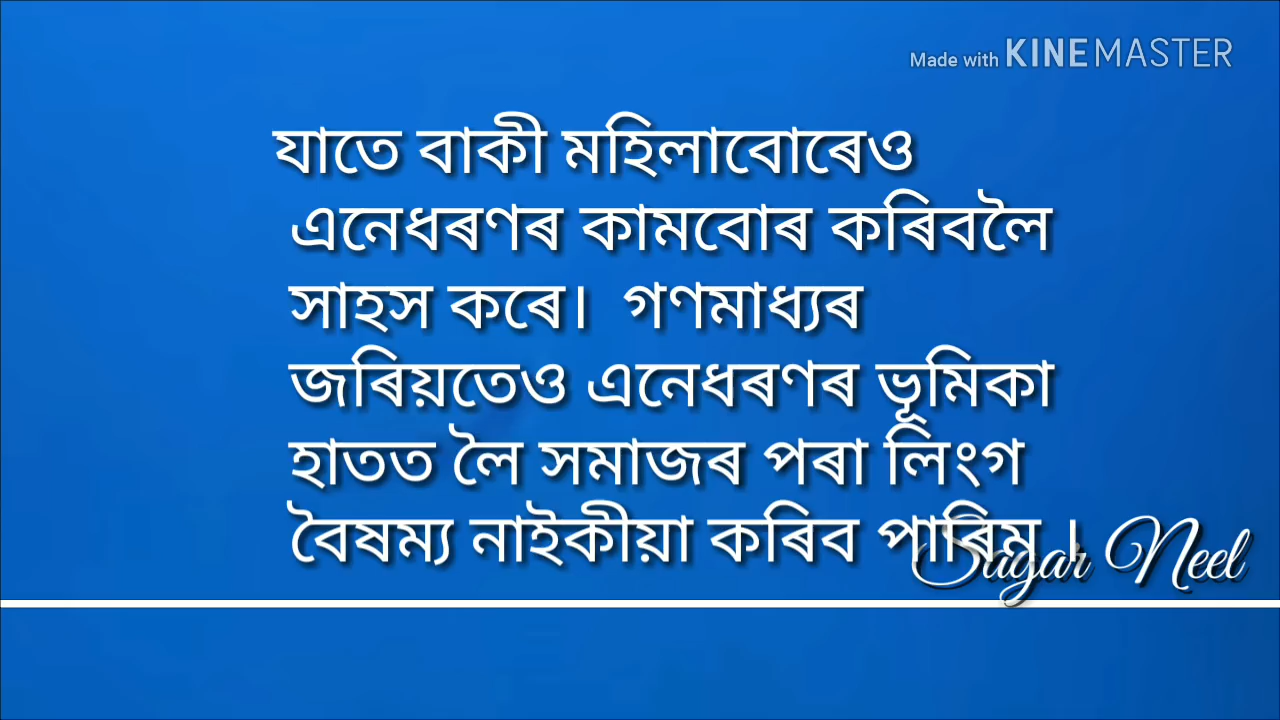 Made with KINEMASTER
যাতে বাকী মহিলাবোৰেও
এনেধৰণৰ কামবোৰ কৰিবলৈ
সাহস কৰে। গণমাধ্যৰ
জৰিয়তেও এনেধৰণৰ ভূমিকা
হাতত লৈ সমাজৰ পৰা লিংগ
বৈষম্য নাইকীয়া কৰিব পাৰিম ।
Sagar Neel